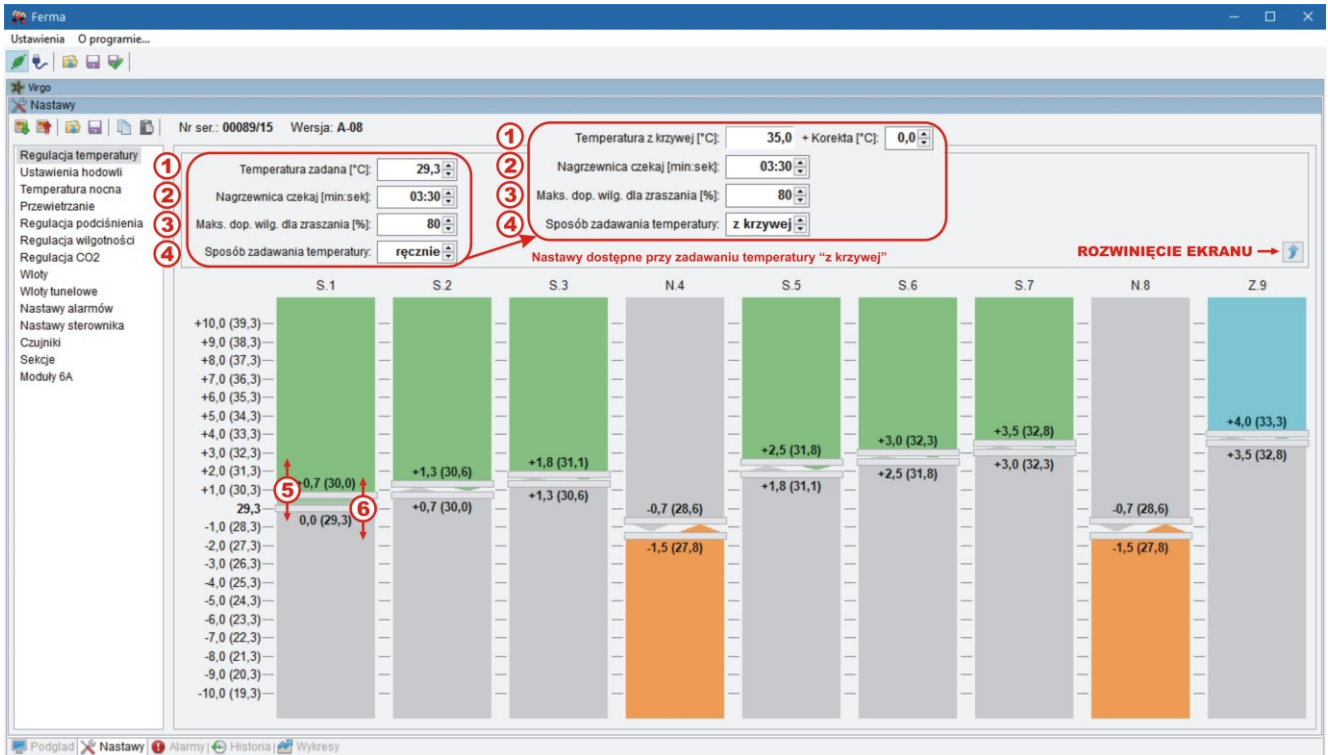 Ferma
Ustawienia O programie...
Virgo
Nastawy
Nr ser.: 00089/15 Wersja: A-08
Regulacja temperatury
Ustawienia hodowli
Temperatura nocna
Przewietrzanie
Regulacja podciśnienia
Regulacja wilgotności
Regulacja CO2
Wloty
Wloty tunelowe
Nastawy alarmów
Nastawy sterownika
Czujniki
Sekcje
Moduły 6A
1 Temperatura zadana [°C]: 29,3
2 Nagrzewnica czekaj [min:sek]: 03:30
3 Maks. dop. wilg. dla zraszania [%]: 80
4 Sposób zadawania temperatury: ręcznie
1 Temperatura z krzywej [°C]: 35,0 + Korekta [°C]: 0,0
2 Nagrzewnica czekaj [min:sek]: 03:30
3 Maks. dop. wilg. dla zraszania [%]: 80
4 Sposób zadawania temperatury: z krzywej
Nastawy dostępne przy zadawaniu temperatury “z krzywej”
ROZWINIĘCIE EKRANU
S.1 S.2 S.3 N.4 S.5 S.6 S.7 N.8 Z.9
+10,0 (39,3)
+9,0 (38,3)
+8,0 (37,3)
+7,0 (36,3)
+6,0 (35,3)
+5,0 (34,3)
+4,0 (33,3)
+3,0 (32,3)
+2,0 (31,3)
+1,0 (30,3)
29,3
-1,0 (28,3)
-2,0 (27,3)
-3,0 (26,3)
-4,0 (25,3)
-5,0 (24,3)
-6,0 (23,3)
-7,0 (22,3)
-8,0 (21,3)
-9,0 (20,3)
-10,0 (19,3)
+0,7 (30,0)
5
6
0,0 (29,3)
+1,3 (30,6)
+0,7 (30,0)
+1,8 (31,1)
+1,3 (30,6)
-0,7 (28,6)
-1,5 (27,8)
+2,5 (31,8)
+1,8 (31,1)
+3,0 (32,3)
+2,5 (31,8)
+3,5 (32,8)
+3,0 (32,3)
-0,7 (28,6)
-1,5 (27,8)
+4,0 (33,3)
+3,5 (32,8)
Podgląd Nastawy Alarmy Historia Wykresy